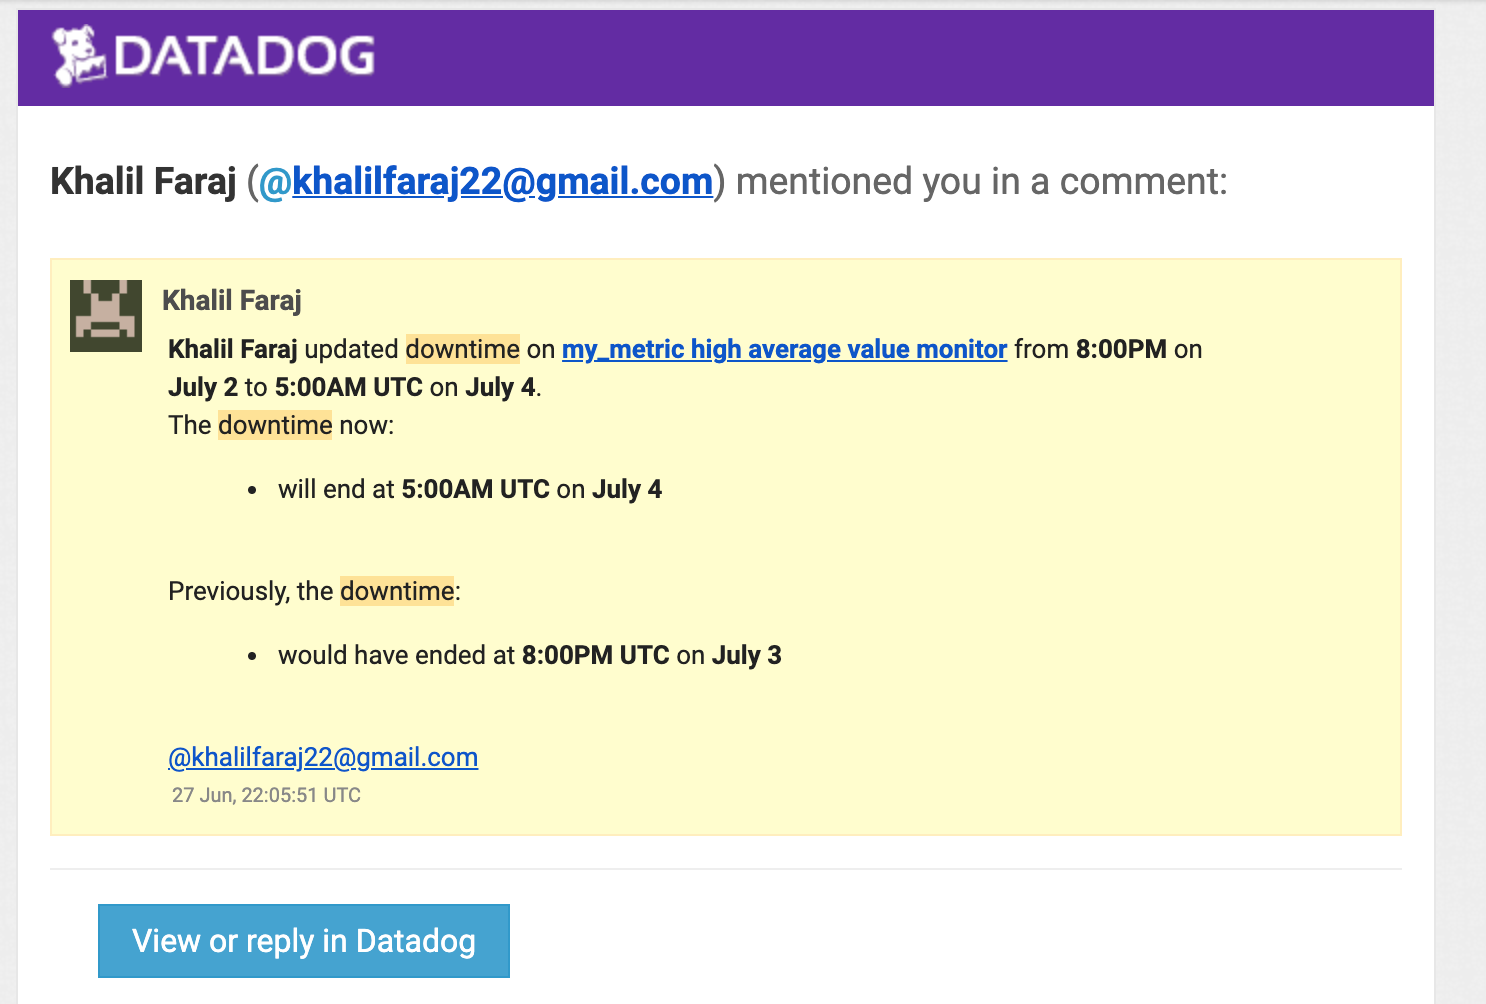 DATADOG
Khalil Faraj (@khalilfaraj22@gmail.com) mentioned you in a comment:
Khalil Faraj
Khalil Faraj updated downtime on my_metric high average value monitor from 8:00PM on
July 2 to 5:00AM UTC on July 4.
The downtime now:
• will end at 5:00AM UTC on July 4
Previously, the downtime:
• would have ended at 8:00PM UTC on July 3
@khalilfaraj22@gmail.com
27 Jun, 22:05:51 UTC
View or reply in Datadog